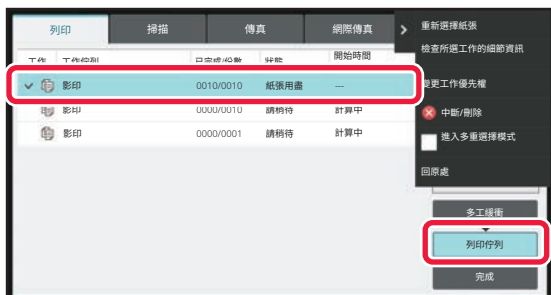 列印 掃描 傳真 網際傳真
工作 工作佇列 已完成/份數 狀態 開始時間
影印 0010/0010 紙張用盡 ---
影印 0000/0010 請稍待 計算中
影印 0000/0001 請稍待 計算中
重新選擇紙張
檢查所選工作的細節資訊
變更工作優先權
中斷/刪除
進入多重選擇模式
回原處
多工緩衝
列印佇列
完成